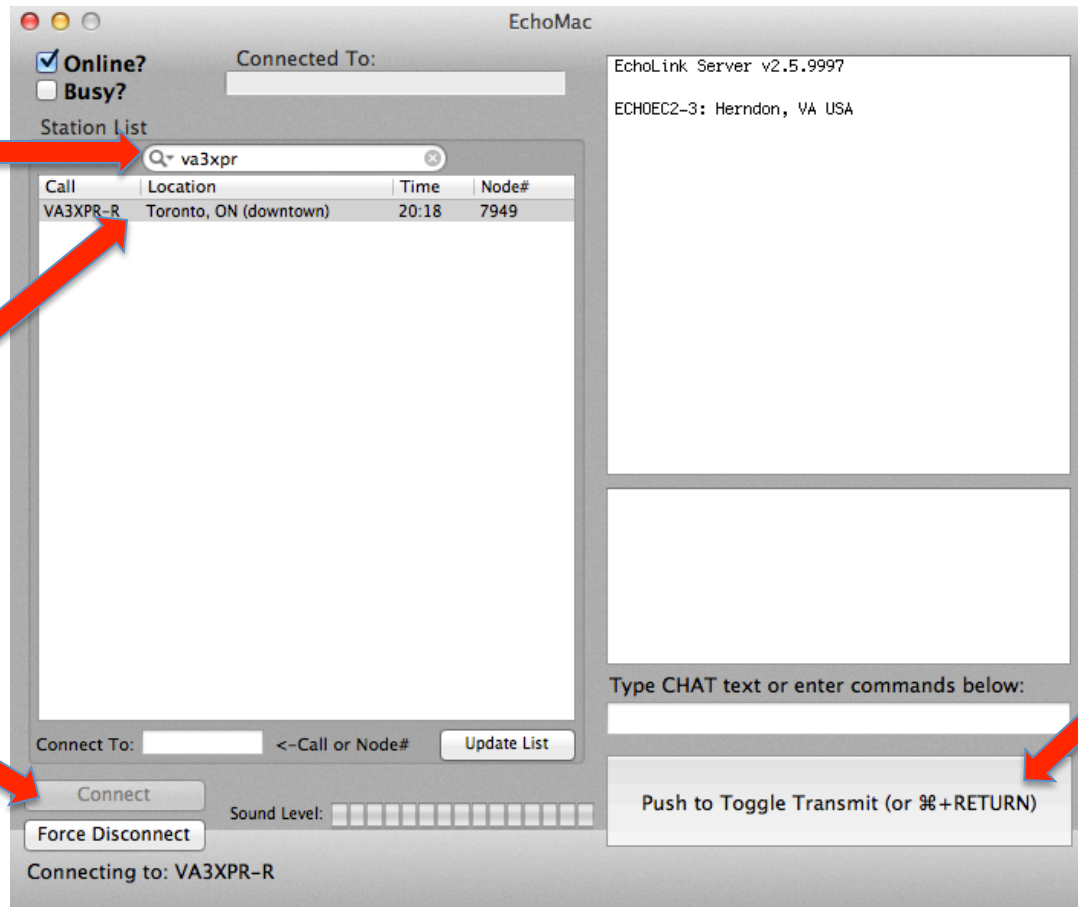 EchoMac
Online?
Busy?
Connected To:
Station List
va3xpr
Call Location Time Node#
VA3XPR-R Toronto, ON (downtown) 20:18 7949
Connect To: <-Call or Node# Update List
Connect
Force Disconnect
Sound Level:
Connecting to: VA3XPR-R
EchoLink Server v2.5.9997
ECHOEC2-3: Herndon, VA USA
Type CHAT text or enter commands below:
Push to Toggle Transmit (or ⌘+RETURN)